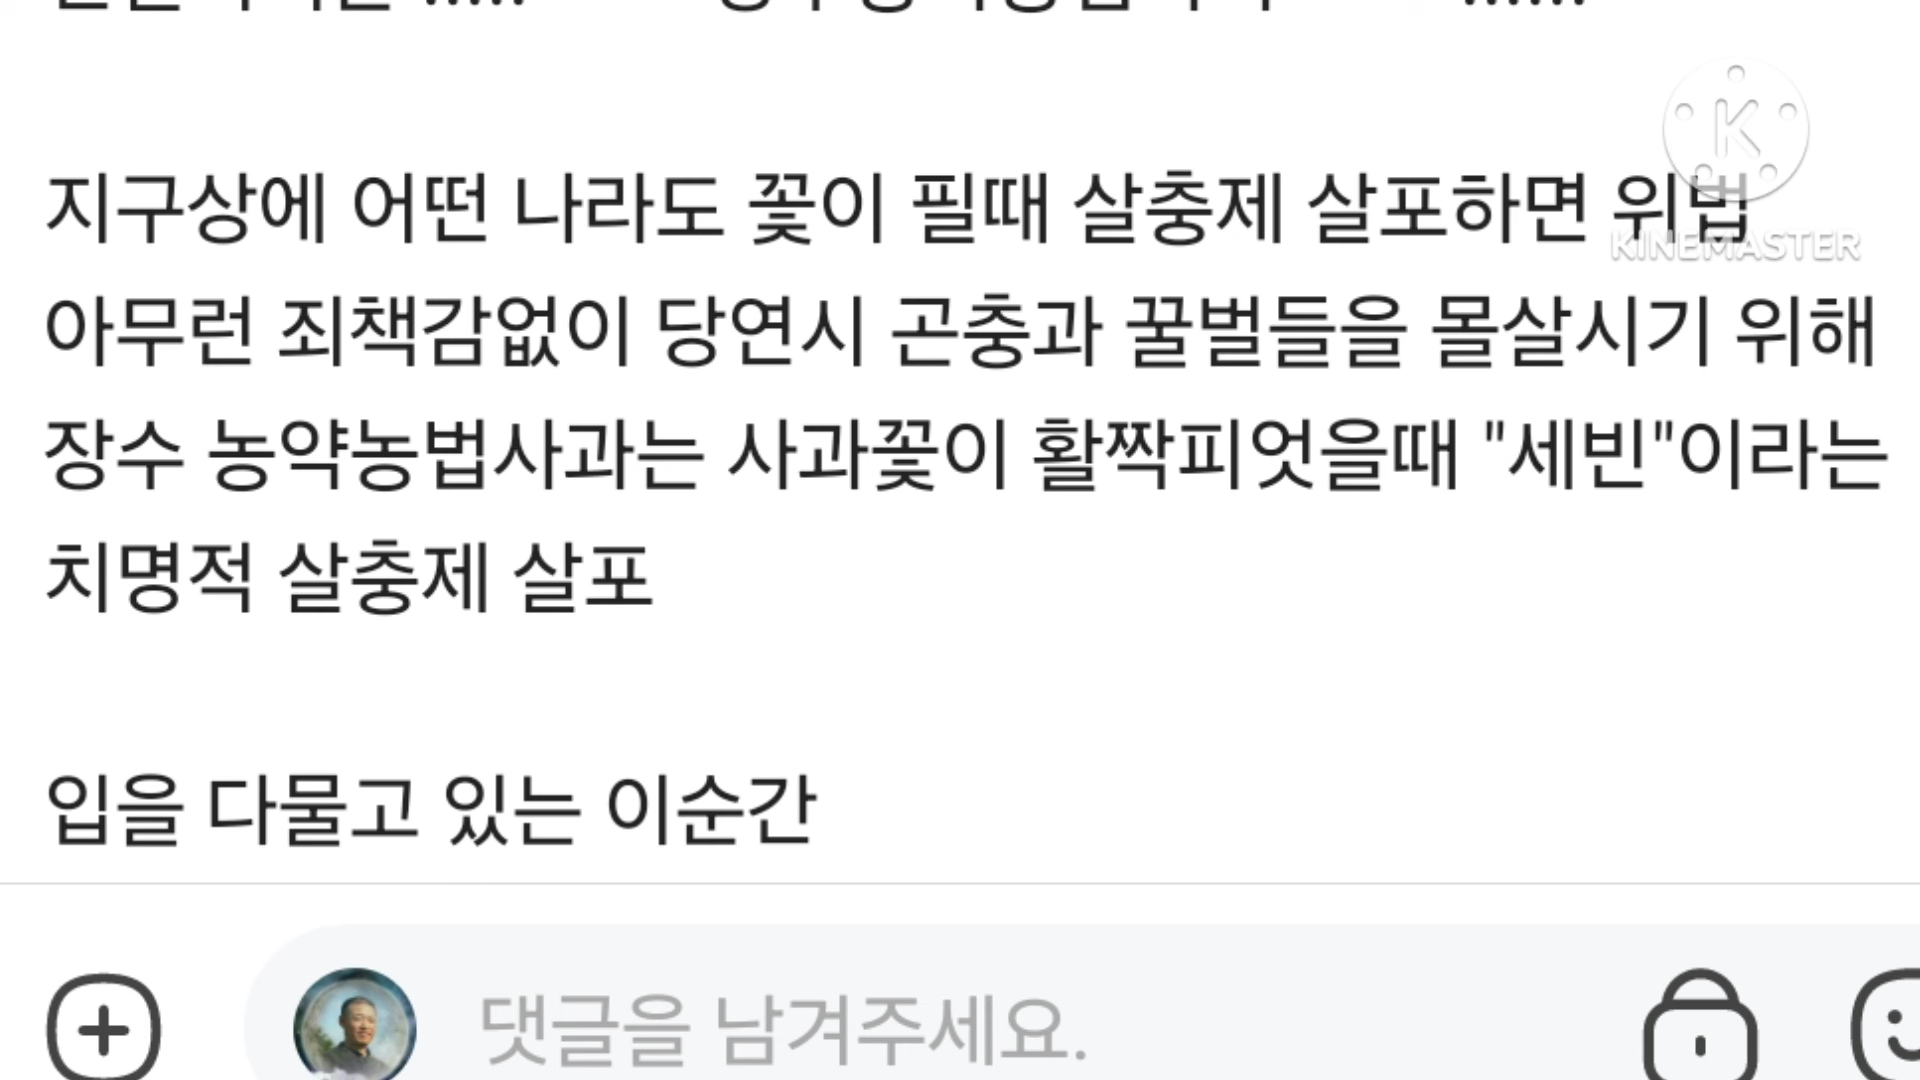 지구상에 어떤 나라도 꽃이 필때 살충제 살포하면 위법
KINEMASTER
아무런 죄책감없이 당연시 곤충과 꿀벌들을 몰살시기 위해
장수 농약농법사과는 사과꽃이 활짝피엇을때 "세빈"이라는
치명적 살충제 살포
입을 다물고 있는 이순간
댓글을 남겨주세요.